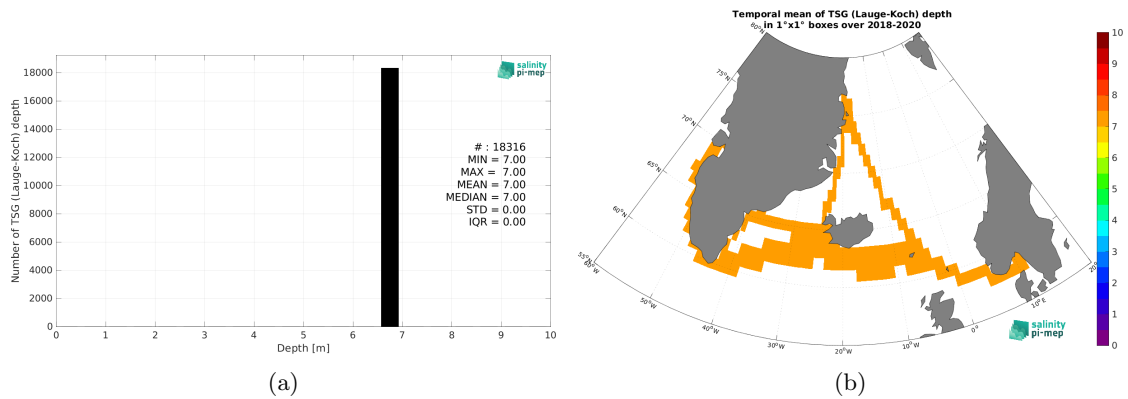 18000
16000
14000
12000
10000
8000
6000
4000
2000
0
Number of TSG (Lauge-Koch) depth
0 1 2 3 4 5 6 7 8 9 10
Depth [m]
salinity
pi-mep
# : 18316
MIN = 7.00
MAX = 7.00
MEAN = 7.00
MEDIAN = 7.00
STD = 0.00
IQR = 0.00
(a)
Temporal mean of TSG (Lauge-Koch) depth
in 1°x1° boxes over 2018-2020
80°N
75°N
70°N
65°N
60°N
55°N
60°W
50°W
40°W
30°W
20°W
10°W
0°
10°E
salinity
pi-mep
10
9
8
7
6
5
4
3
2
1
0
(b)